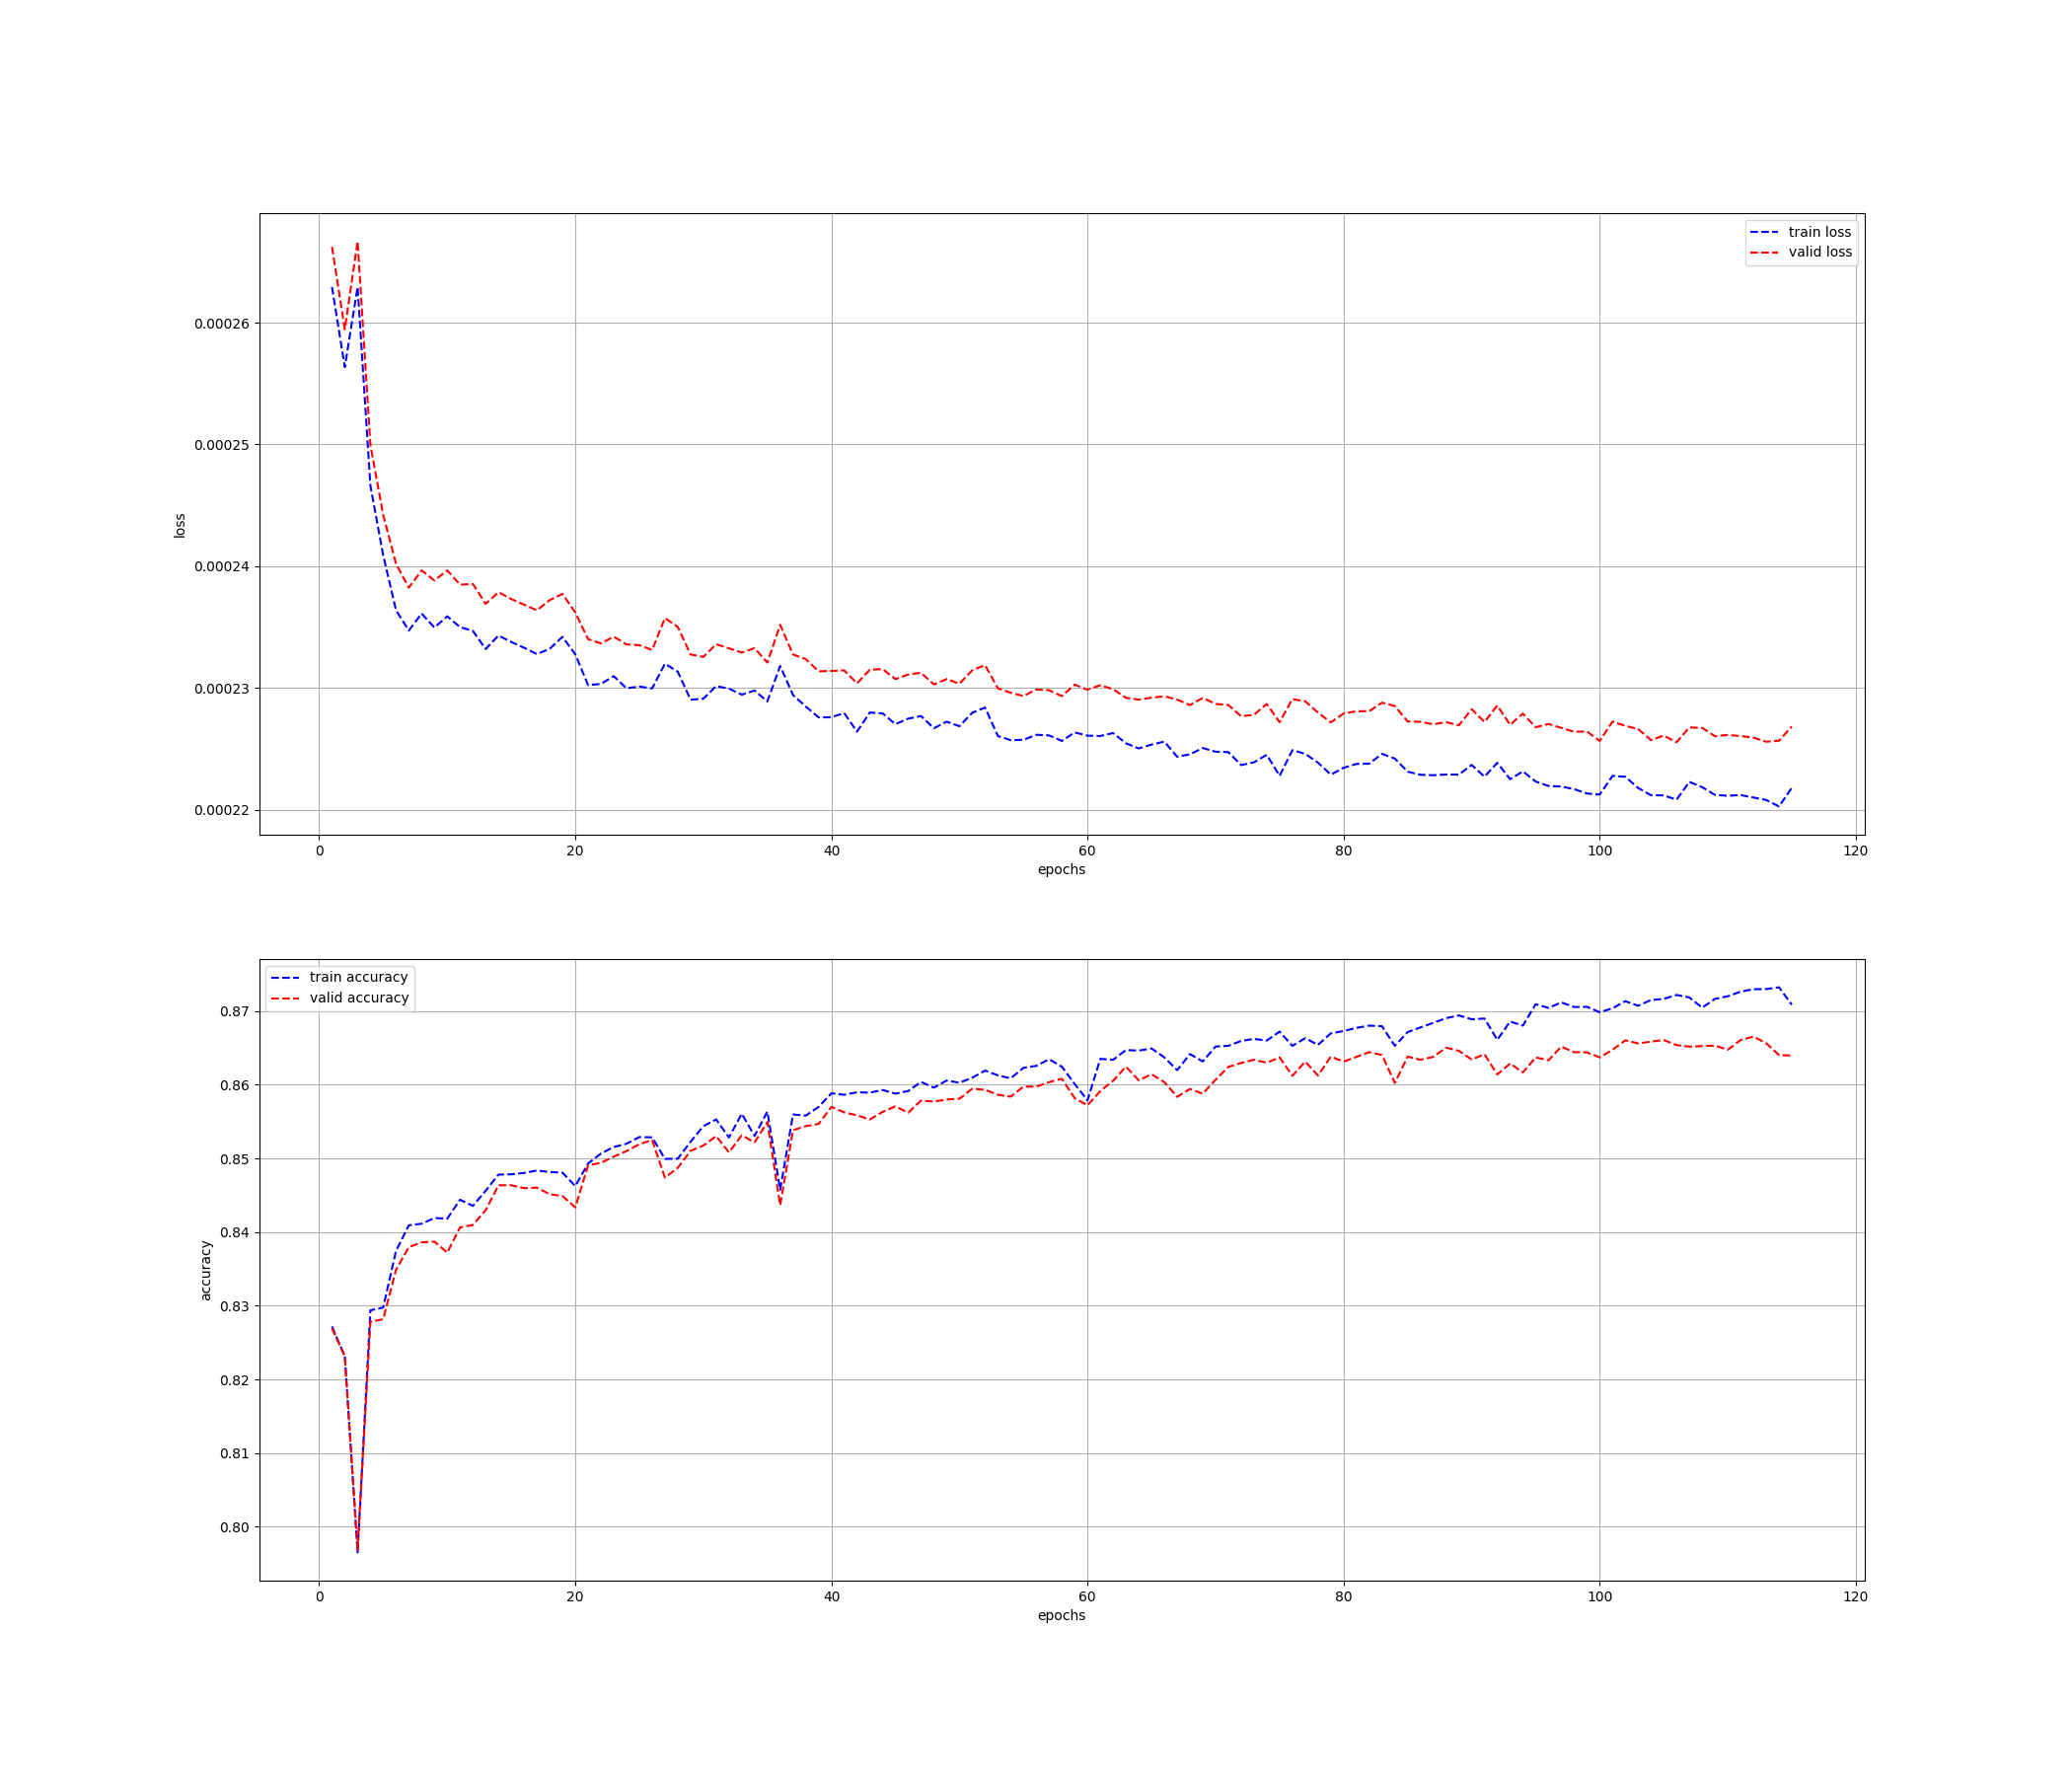 train loss
valid loss
0.00026
0.00025
0.00024
0.00023
0.00022
loss
0 20 40 60 80 100 120
epochs
train accuracy
valid accuracy
0.87
0.86
0.85
0.84
0.83
0.82
0.81
0.80
accuracy
0 20 40 60 80 100 120
epochs